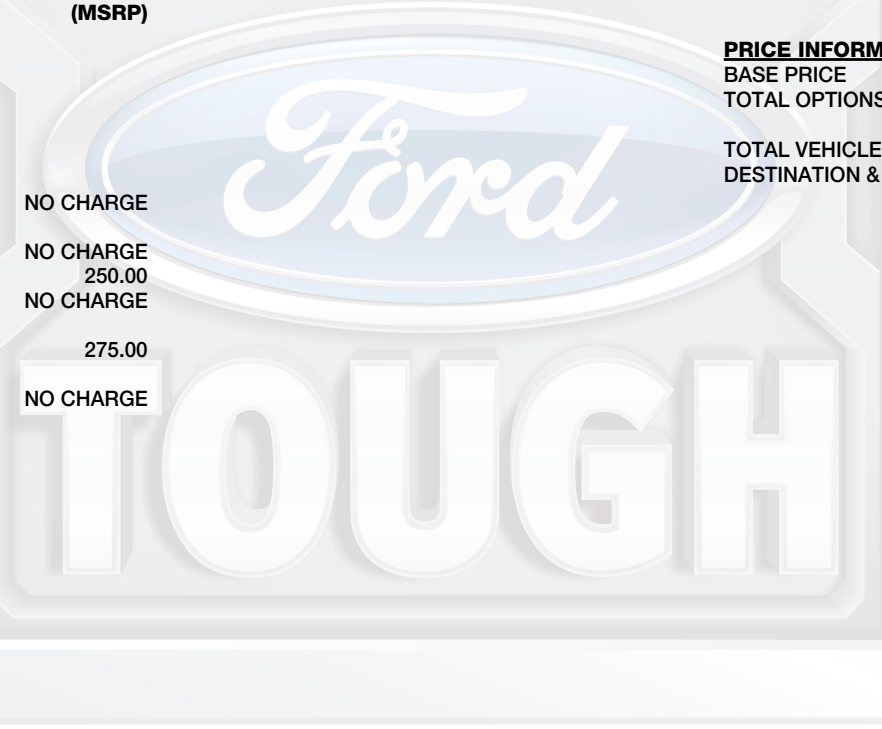 (MSRP)
NO CHARGE
NO CHARGE
250.00
NO CHARGE
275.00
NO CHARGE
PRICE INFORM
BASE PRICE
TOTAL OPTIONS
TOTAL VEHICLE
DESTINATION &
Ford
TOUGH